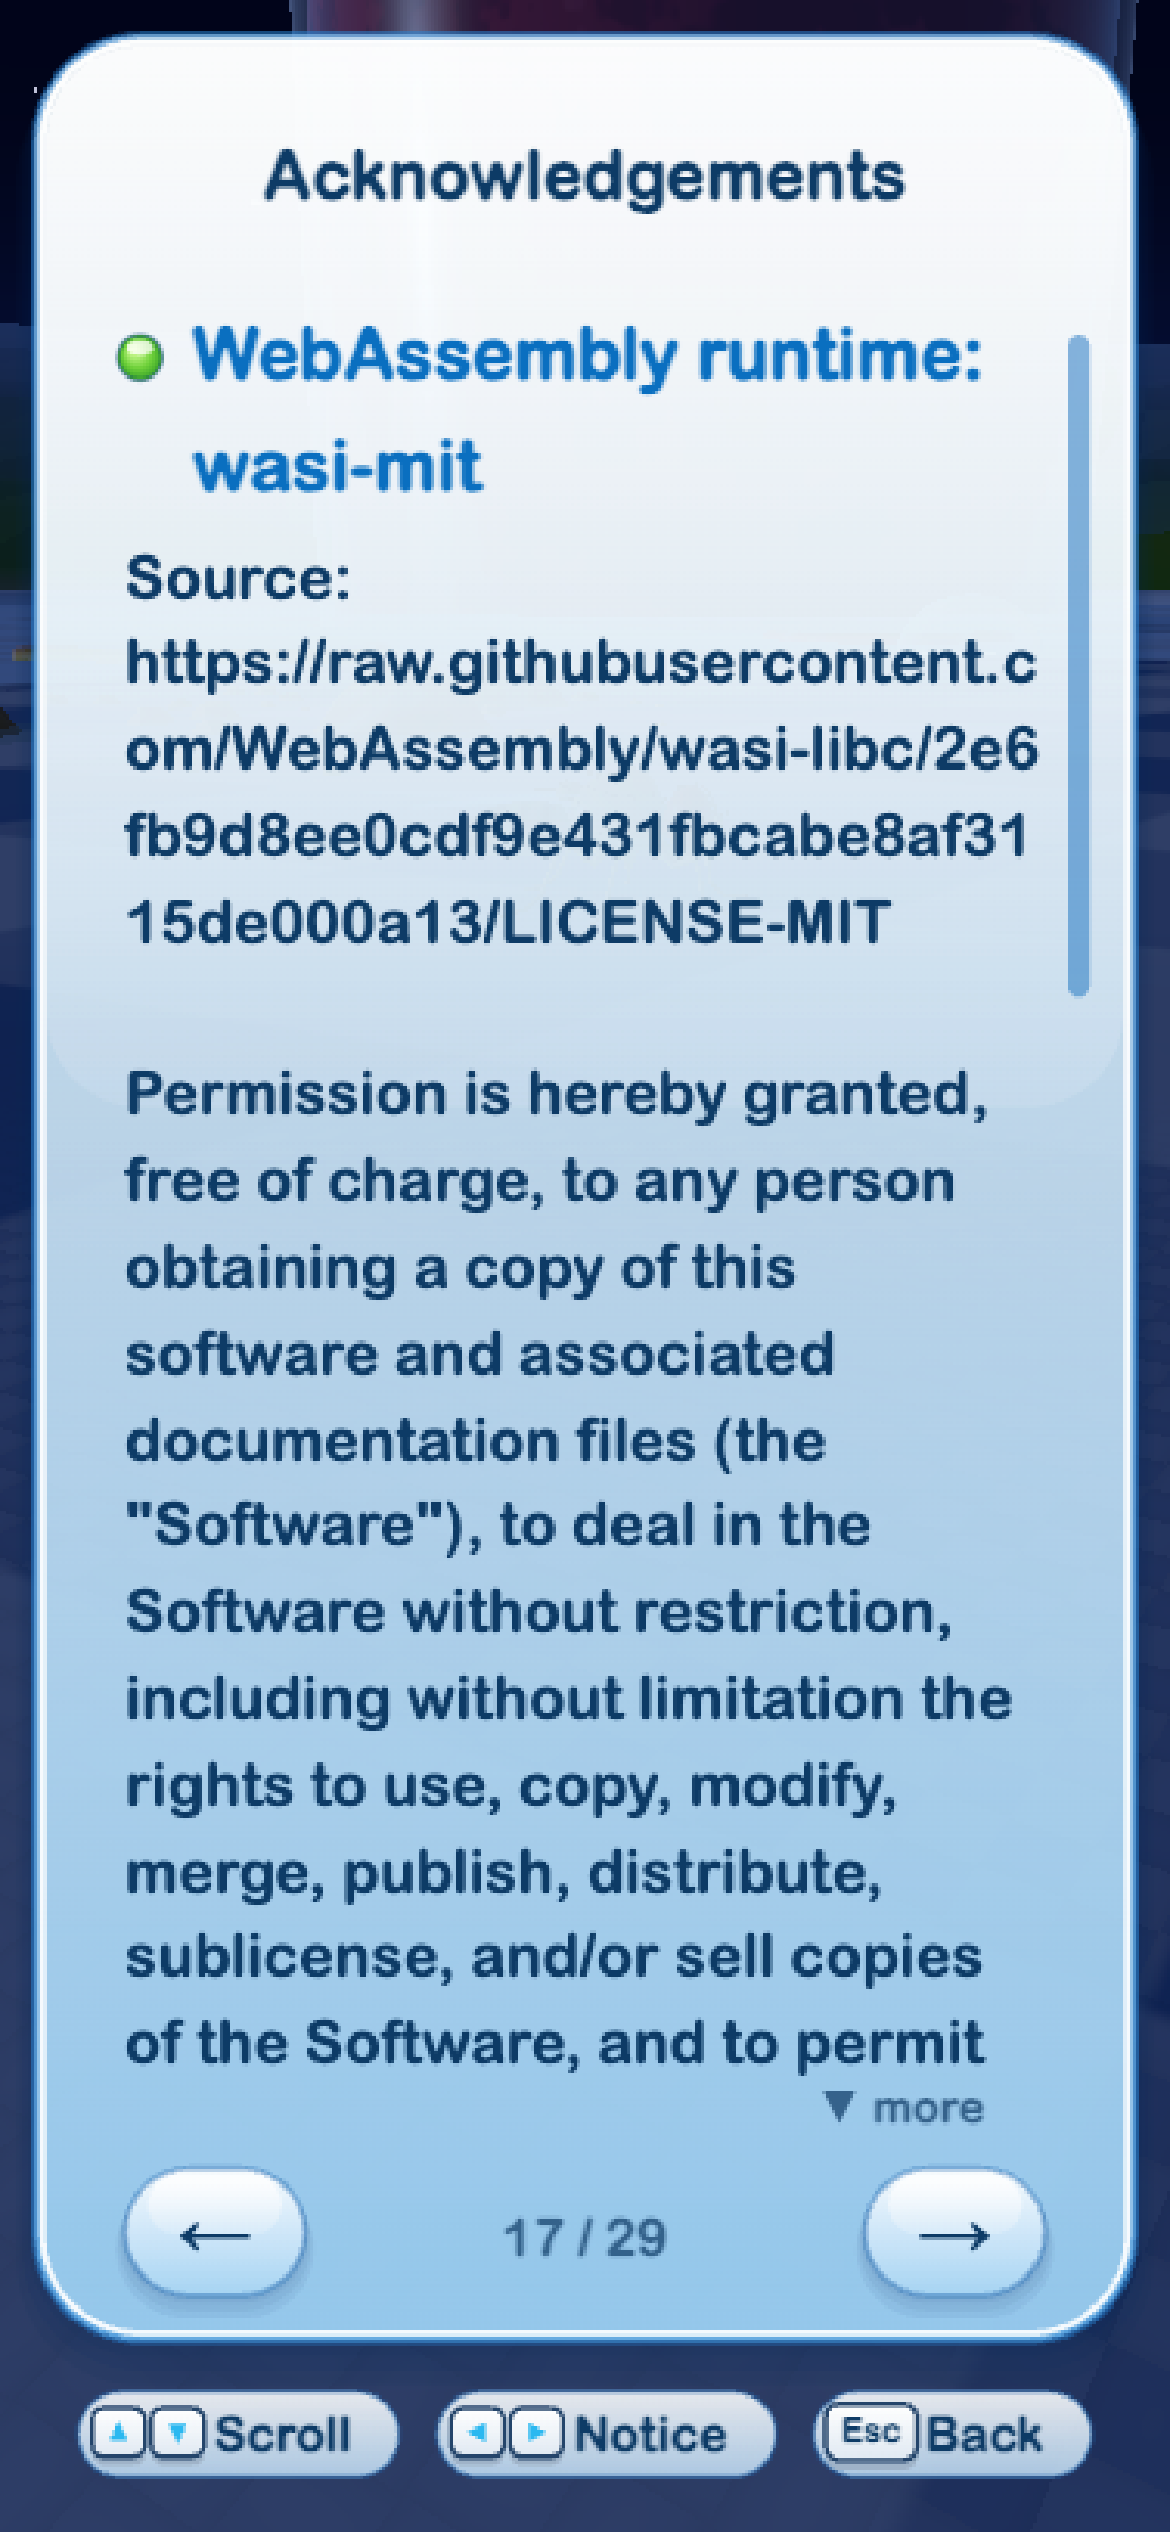 Acknowledgements
WebAssembly runtime:
wasi-mit
Source:
https://raw.githubusercontent.c
om/WebAssembly/wasi-libc/2e6
fb9d8ee0cdf9e431fbcabe8af31
15de000a13/LICENSE-MIT
Permission is hereby granted,
free of charge, to any person
obtaining a copy of this
software and associated
documentation files (the
"Software"), to deal in the
Software without restriction,
including without limitation the
rights to use, copy, modify,
merge, publish, distribute,
sublicense, and/or sell copies
of the Software, and to permit
▼ more
← 17 / 29 →
▲ ▼ Scroll ◀ ▶ Notice Esc Back